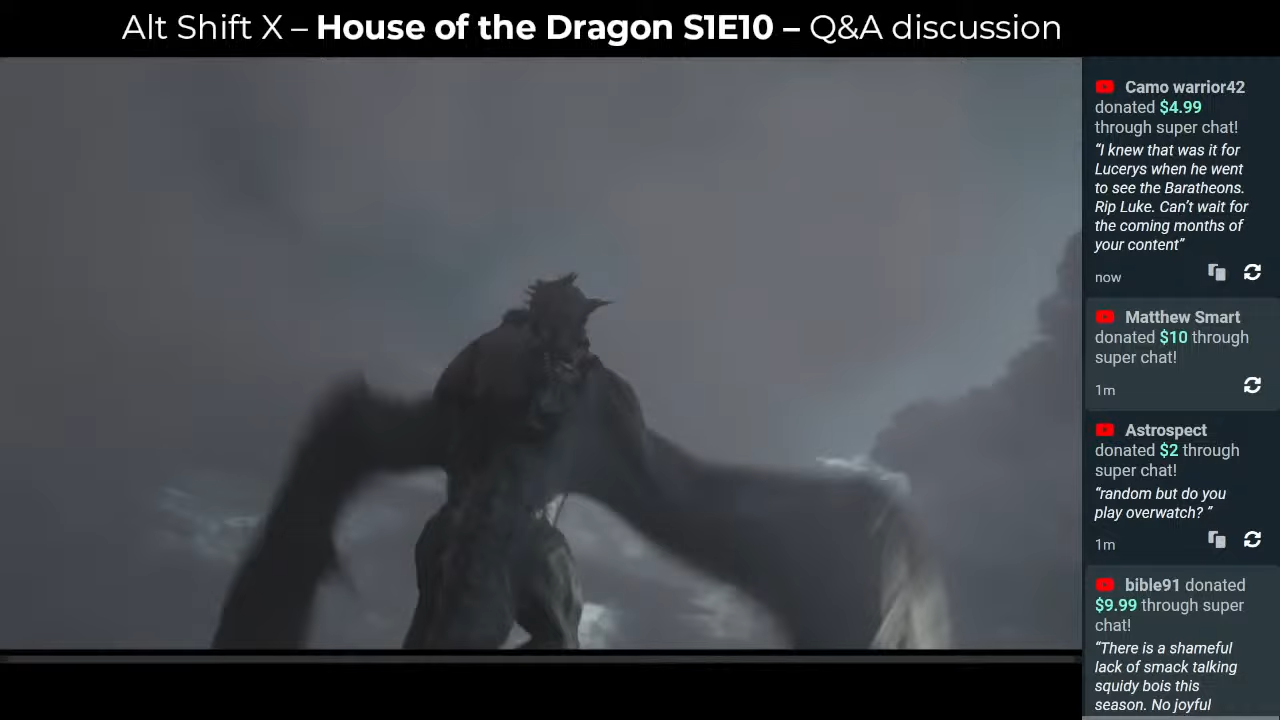 Alt Shift X – House of the Dragon S1E10 – Q&A discussion
Camo warrior42
donated $4.99
through super chat!
“I knew that was it for
Lucerys when he went
to see the Baratheons.
Rip Luke. Can’t wait for
the coming months of
your content”
now
Matthew Smart
donated $10 through
super chat!
1m
Astrospect
donated $2 through
super chat!
“random but do you
play overwatch? ”
1m
bible91 donated
$9.99 through super
chat!
“There is a shameful
lack of smack talking
squidy bois this
season. No joyful